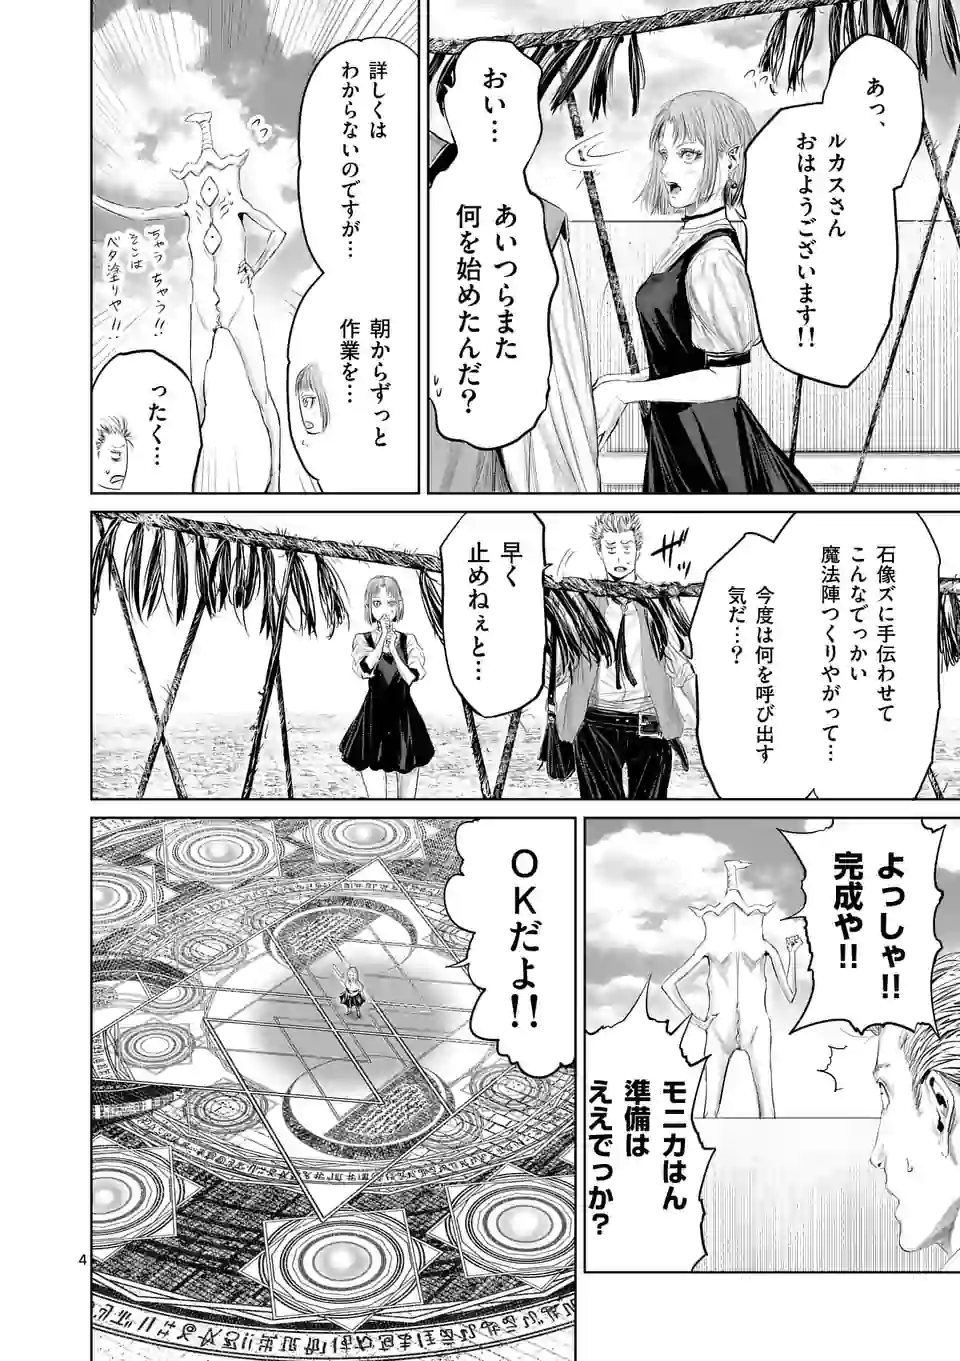 あっ、
ルカスさん
おはようございます!!
おい…
あいつらまた
何を始めたんだ?
詳しくは
わからないのですが…
朝からずっと
作業を…
ちゃうちゃう!!
そこは
ベタ塗りや!!
ったく…
石像ズに手伝わせて
こんなでっかい
魔法陣つくりやがって…
今度は何を呼び出す
気だ…?
早く
止めねぇと…
よっしゃ!!
完成や!!
モニカはん
準備は
ええでっか?
OKだよ!!
4